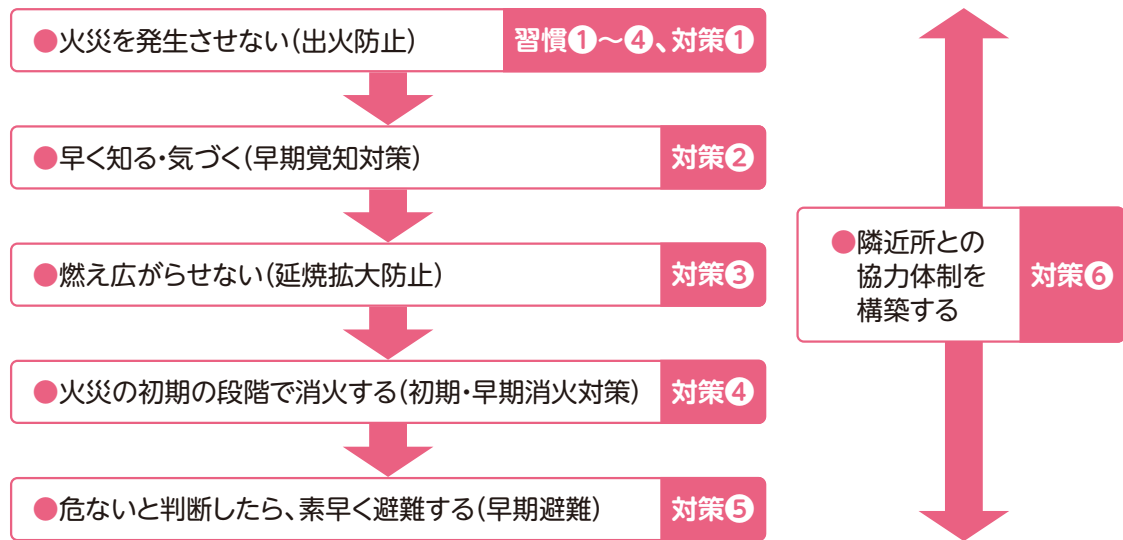 ●火災を発生させない(出火防止) 習慣❶〜❹、対策❶
●早く知る・気づく(早期覚知対策) 対策❷
●燃え広がらせない(延焼拡大防止) 対策❸
●火災の初期の段階で消火する(初期・早期消火対策) 対策❹
●危ないと判断したら、素早く避難する(早期避難) 対策❺
●隣近所との
協力体制を
構築する
対策❻